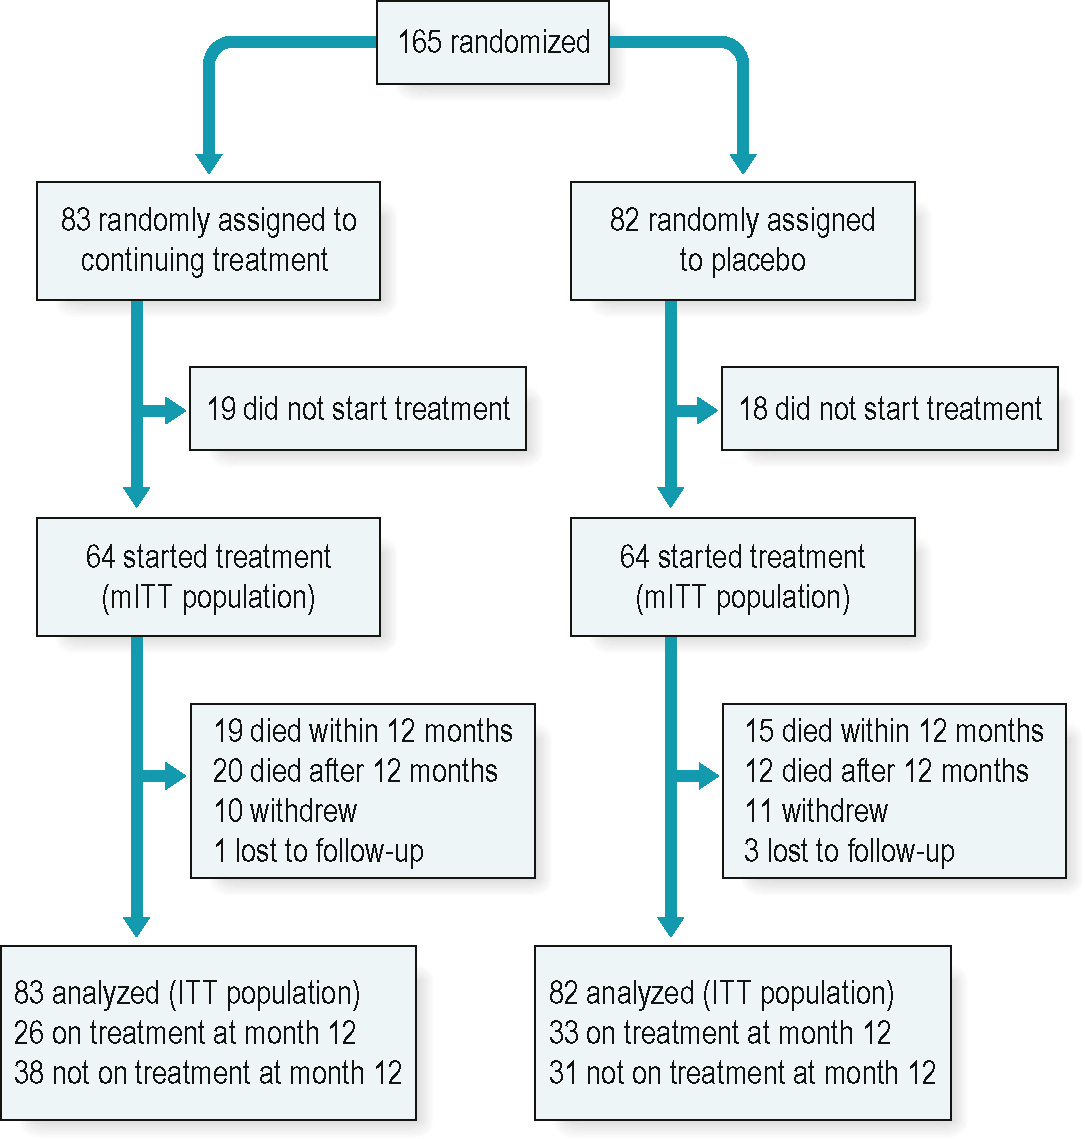 165 randomized
83 randomly assigned to
continuing treatment
82 randomly assigned
to placebo
19 did not start treatment
18 did not start treatment
64 started treatment
(mITT population)
64 started treatment
(mITT population)
19 died within 12 months
20 died after 12 months
10 withdrew
1 lost to follow-up
15 died within 12 months
12 died after 12 months
11 withdrew
3 lost to follow-up
83 analyzed (ITT population)
26 on treatment at month 12
38 not on treatment at month 12
82 analyzed (ITT population)
33 on treatment at month 12
31 not on treatment at month 12